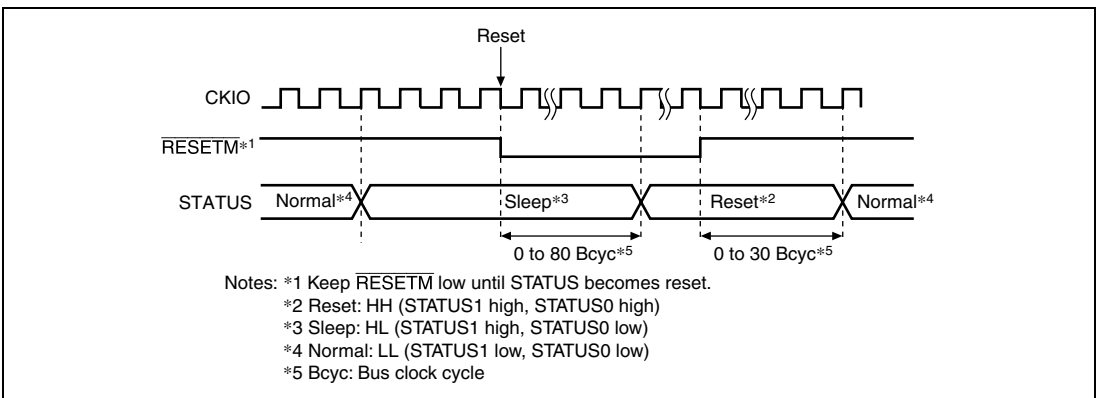 Reset
CKIO
RESETM*1
STATUS Normal*4 Sleep*3 Reset*2 Normal*4
0 to 80 Bcyc*5 0 to 30 Bcyc*5
Notes: *1 Keep RESETM low until STATUS becomes reset.
*2 Reset: HH (STATUS1 high, STATUS0 high)
*3 Sleep: HL (STATUS1 high, STATUS0 low)
*4 Normal: LL (STATUS1 low, STATUS0 low)
*5 Bcyc: Bus clock cycle